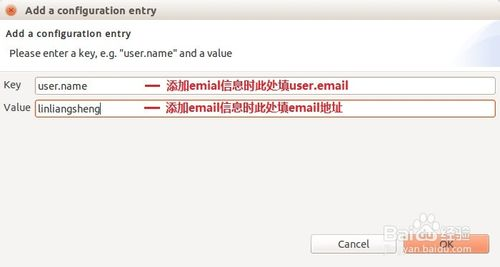 Add a configuration entry
Add a configuration entry
Please enter a key, e.g. "user.name" and a value
Key user.name 添加emial信息时此处填user.email
Value linliangsheng 添加email信息时此处填email地址
Baidu 经验
jingyan.baidu.com
Cancel OK